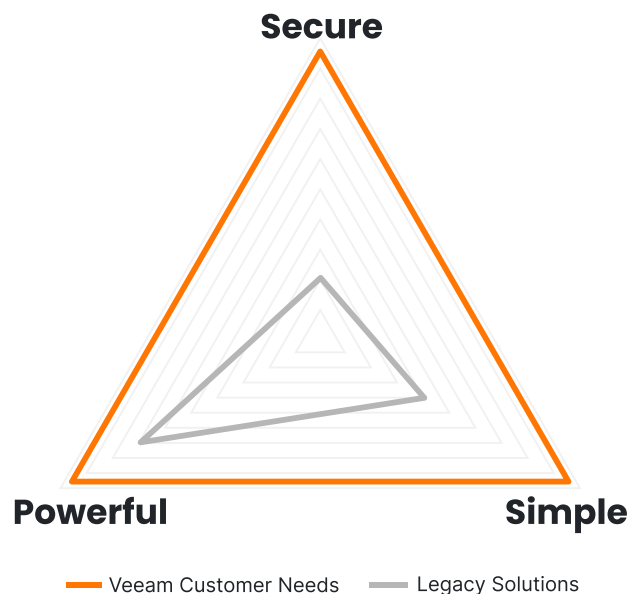 Secure
Powerful
Simple
Veeam Customer Needs
Legacy Solutions